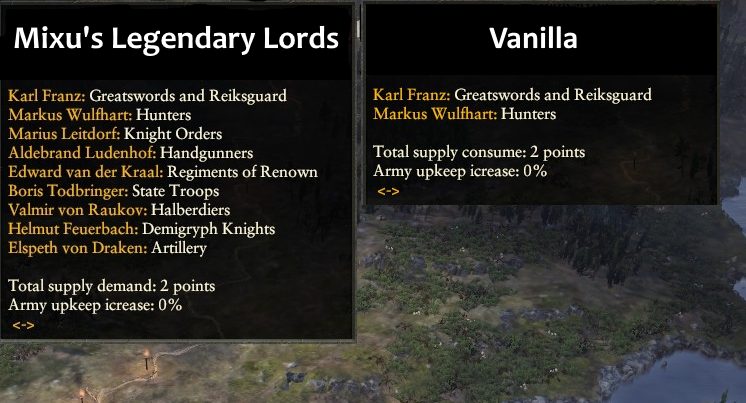 Mixu's Legendary Lords
Karl Franz: Greatswords and Reiksguard
Markus Wulfhart: Hunters
Marius Leitdorf: Knight Orders
Aldebrand Ludenhof: Handgunners
Edward van der Kraal: Regiments of Renown
Boris Todbringer: State Troops
Valmir von Raukov: Halberdiers
Helmut Feuerbach: Demigryph Knights
Elspeth von Draken: Artillery
Total supply demand: 2 points
Army upkeep icrease: 0%
<->
Vanilla
Karl Franz: Greatswords and Reiksguard
Markus Wulfhart: Hunters
Total supply consume: 2 points
Army upkeep icrease: 0%
<->